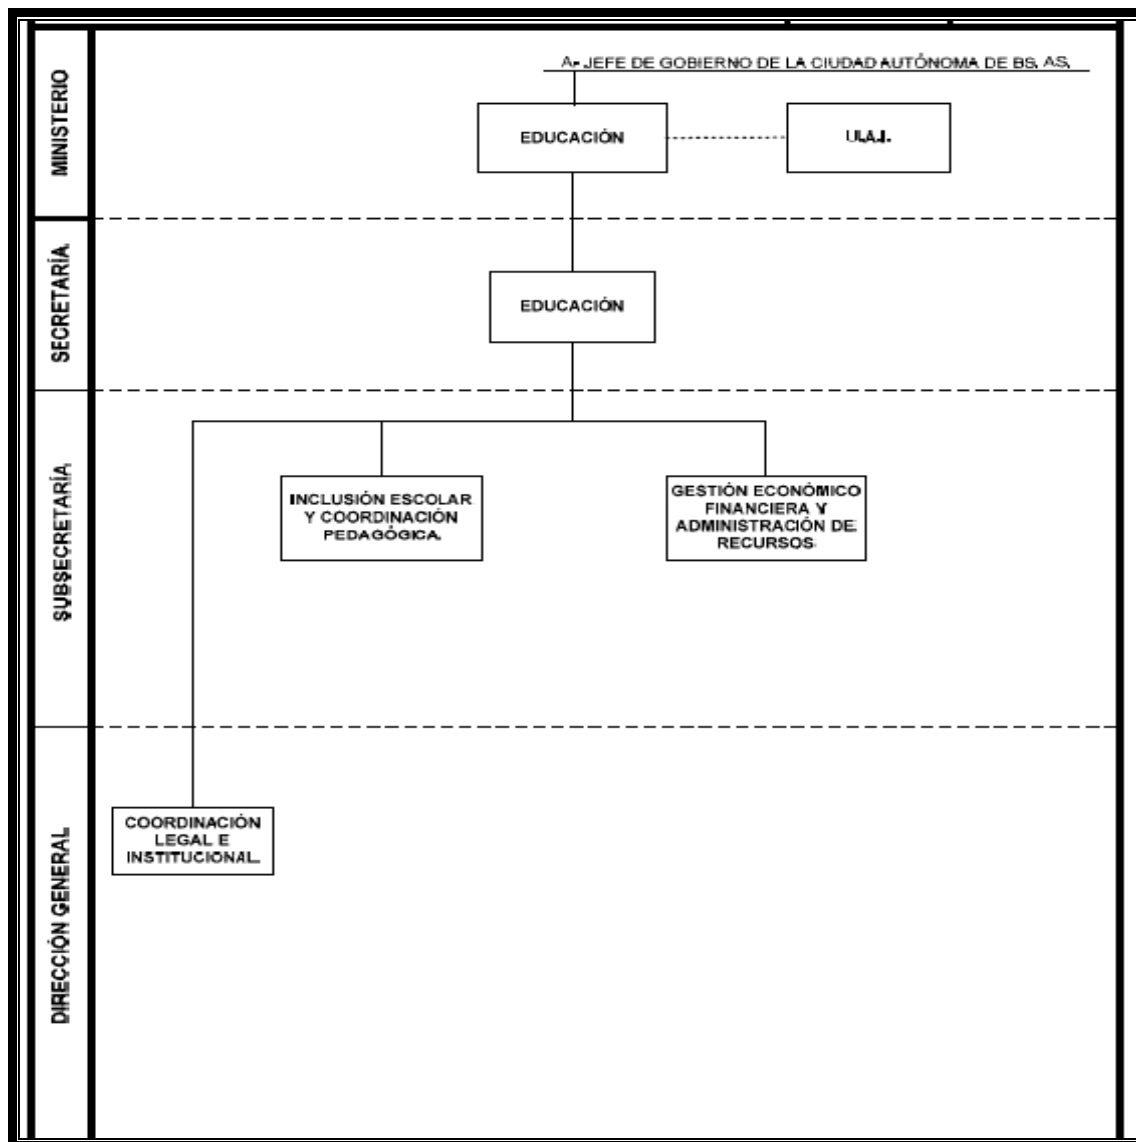 MINISTERIO
A- JEFE DE GOBIERNO DE LA CIUDAD AUTÓNOMA DE BS. AS.
EDUCACIÓN
U.A.I.
SECRETARÍA
EDUCACIÓN
SUBSECRETARÍA
INCLUSIÓN ESCOLAR
Y COORDINACIÓN
PEDAGÓGICA.
GESTIÓN ECONÓMICO
FINANCIERA Y
ADMINISTRACIÓN DE
RECURSOS
DIRECCIÓN GENERAL
COORDINACIÓN
LEGAL E
INSTITUCIONAL.